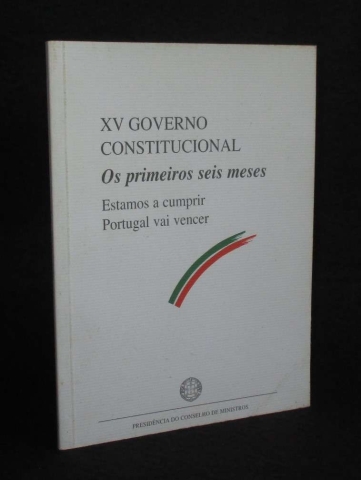 XV GOVERNO
CONSTITUCIONAL
Os primeiros seis meses
Estamos a cumprir
Portugal vai vencer
PRESIDÊNCIA DO CONSELHO DE MINISTROS